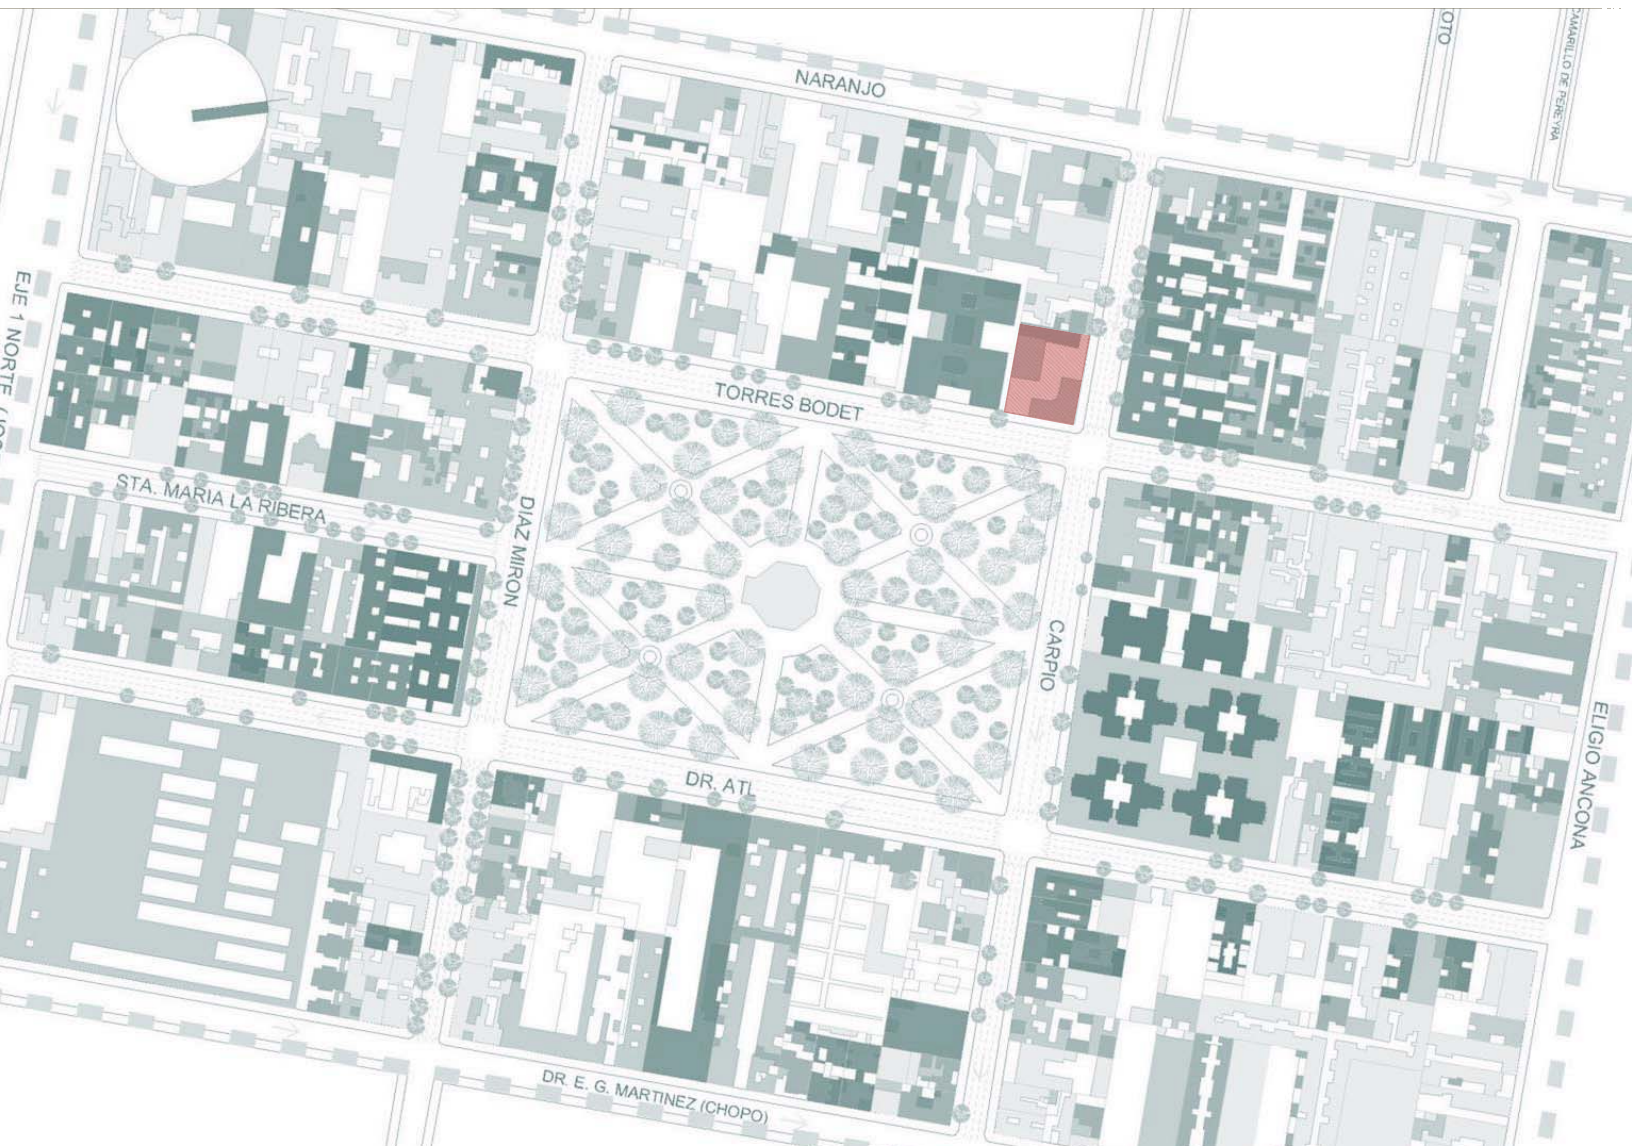 NARANJO
OTO
CAMARILLO DE PEREYRA
EJE 1 NORTE
TORRES BODET
STA. MARIA LA RIBERA
DIAZ MIRON
CARPIO
DR. ATL
ELIGIO ANCONA
DR. E. G. MARTINEZ (CHOPO)